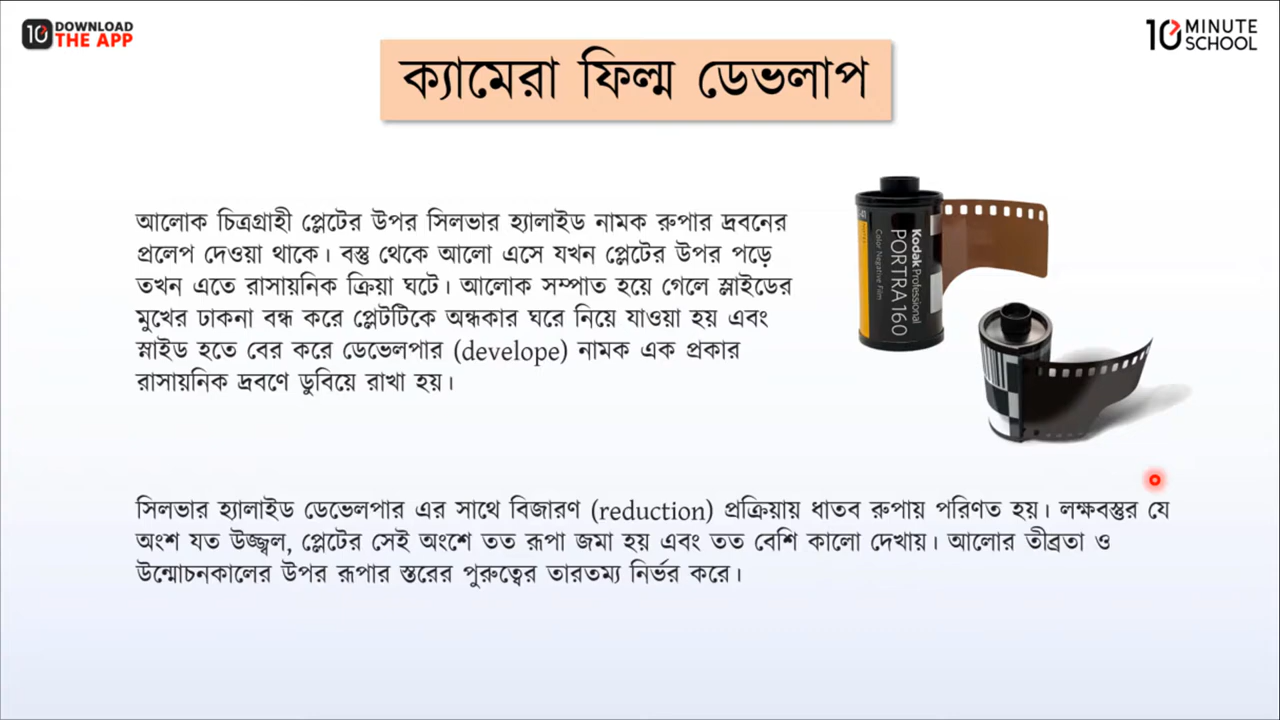 DOWNLOAD
THE APP
10 MINUTE
SCHOOL
ক্যামেরা ফিল্ম ডেভলাপ
আলোক চিত্রগ্রাহী প্লেটের উপর সিলভার হ্যালাইড নামক রুপার দ্রবনের
প্রলেপ দেওয়া থাকে। বস্তু থেকে আলো এসে যখন প্লেটের উপর পড়ে
তখন এতে রাসায়নিক ক্রিয়া ঘটে। আলোক সম্পাত হয়ে গেলে স্লাইডের
মুখের ঢাকনা বন্ধ করে প্লেটটিকে অন্ধকার ঘরে নিয়ে যাওয়া হয় এবং
স্লাইড হতে বের করে ডেভেলপার (develope) নামক এক প্রকার
রাসায়নিক দ্রবণে ডুবিয়ে রাখা হয়।
Kodak Professional
PORTRA 160
Color Negative Film
সিলভার হ্যালাইড ডেভেলপার এর সাথে বিজারণ (reduction) প্রক্রিয়ায় ধাতব রুপায় পরিণত হয়। লক্ষবস্তুর যে
অংশ যত উজ্জ্বল, প্লেটের সেই অংশে তত রূপা জমা হয় এবং তত বেশি কালো দেখায়। আলোর তীব্রতা ও
উন্মোচনকালের উপর রূপার স্তরের পুরুত্বের তারতম্য নির্ভর করে।